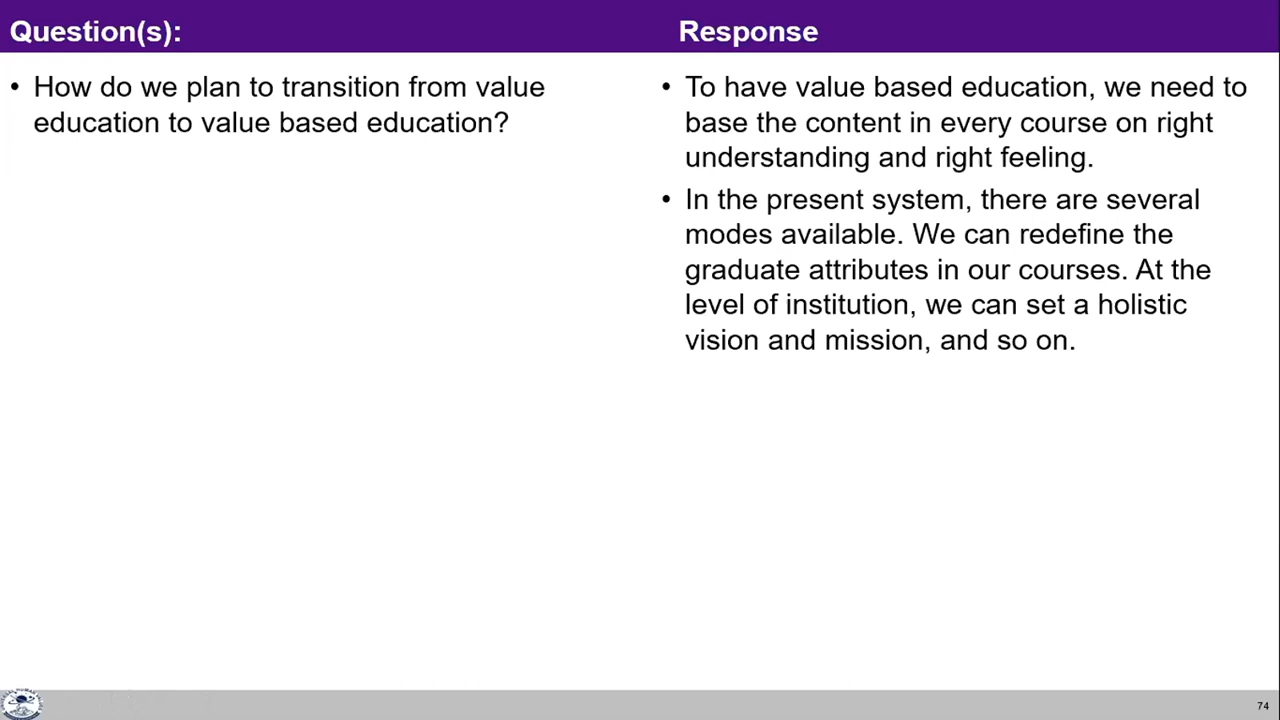 Question(s):
Response
• How do we plan to transition from value
education to value based education?
• To have value based education, we need to
base the content in every course on right
understanding and right feeling.
• In the present system, there are several
modes available. We can redefine the
graduate attributes in our courses. At the
level of institution, we can set a holistic
vision and mission, and so on.
74